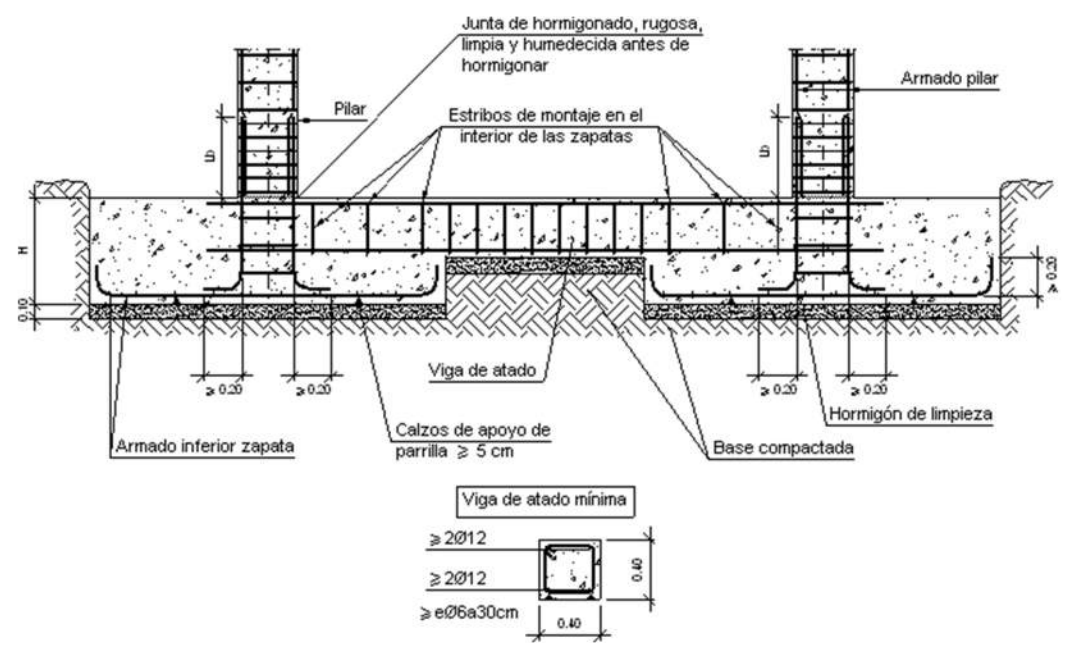 Junta de hormigonado, rugosa,
limpia y humedecida antes de
hormigonar
Armado pilar
Pilar
Estribos de montaje en el
interior de las zapatas
Lb
Lb
H
0.10
⩾ 0.20
⩾ 0.20
⩾ 0.20
⩾ 0.20
⩾ 0.20
Viga de atado
Hormigón de limpieza
Armado inferior zapata
Calzos de apoyo de
parrilla ⩾ 5 cm
Base compactada
Viga de atado mínima
⩾ 2Ø12
⩾ 2Ø12
⩾ eØ6a30cm
0.40
0.40